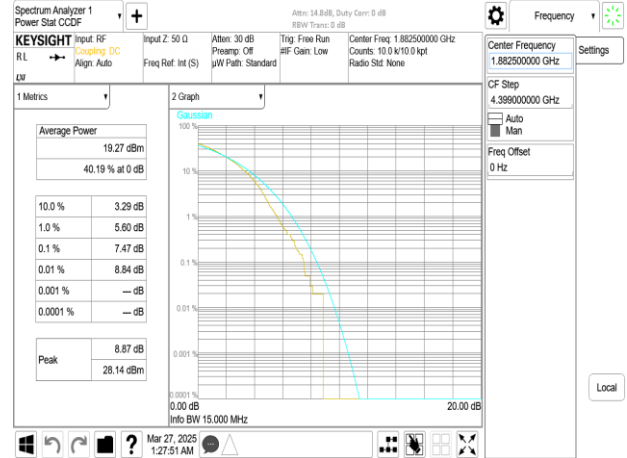 Spectrum Analyzer 1
Power Stat CCDF
Attn: 14.8dB, Duty Corr: 0 dB
RBW Trans: 0 dB
Frequency
KEYSIGHT
RL
LXI
Input: RF
Coupling: DC
Align: Auto
Input Z: 50 Ω
Freq Ref: Int (S)
Atten: 30 dB
Preamp: Off
µW Path: Standard
Trig: Free Run
#IF Gain: Low
Center Freq: 1.882500000 GHz
Counts: 10.0 k/10.0 kpt
Radio Std: None
Center Frequency
1.882500000 GHz
Settings
CF Step
4.399000000 GHz
Auto
Man
Freq Offset
0 Hz
Local
1 Metrics
Average Power
19.27 dBm
40.19 % at 0 dB
10.0 % 3.29 dB
1.0 % 5.60 dB
0.1 % 7.47 dB
0.01 % 8.84 dB
0.001 % --- dB
0.0001 % --- dB
Peak
8.87 dB
28.14 dBm
2 Graph
Gaussian
100 %
10 %
1 %
0.1 %
0.01 %
0.001 %
0.0001 %
0.00 dB 20.00 dB
Info BW 15.000 MHz
Mar 27, 2025
1:27:51 AM